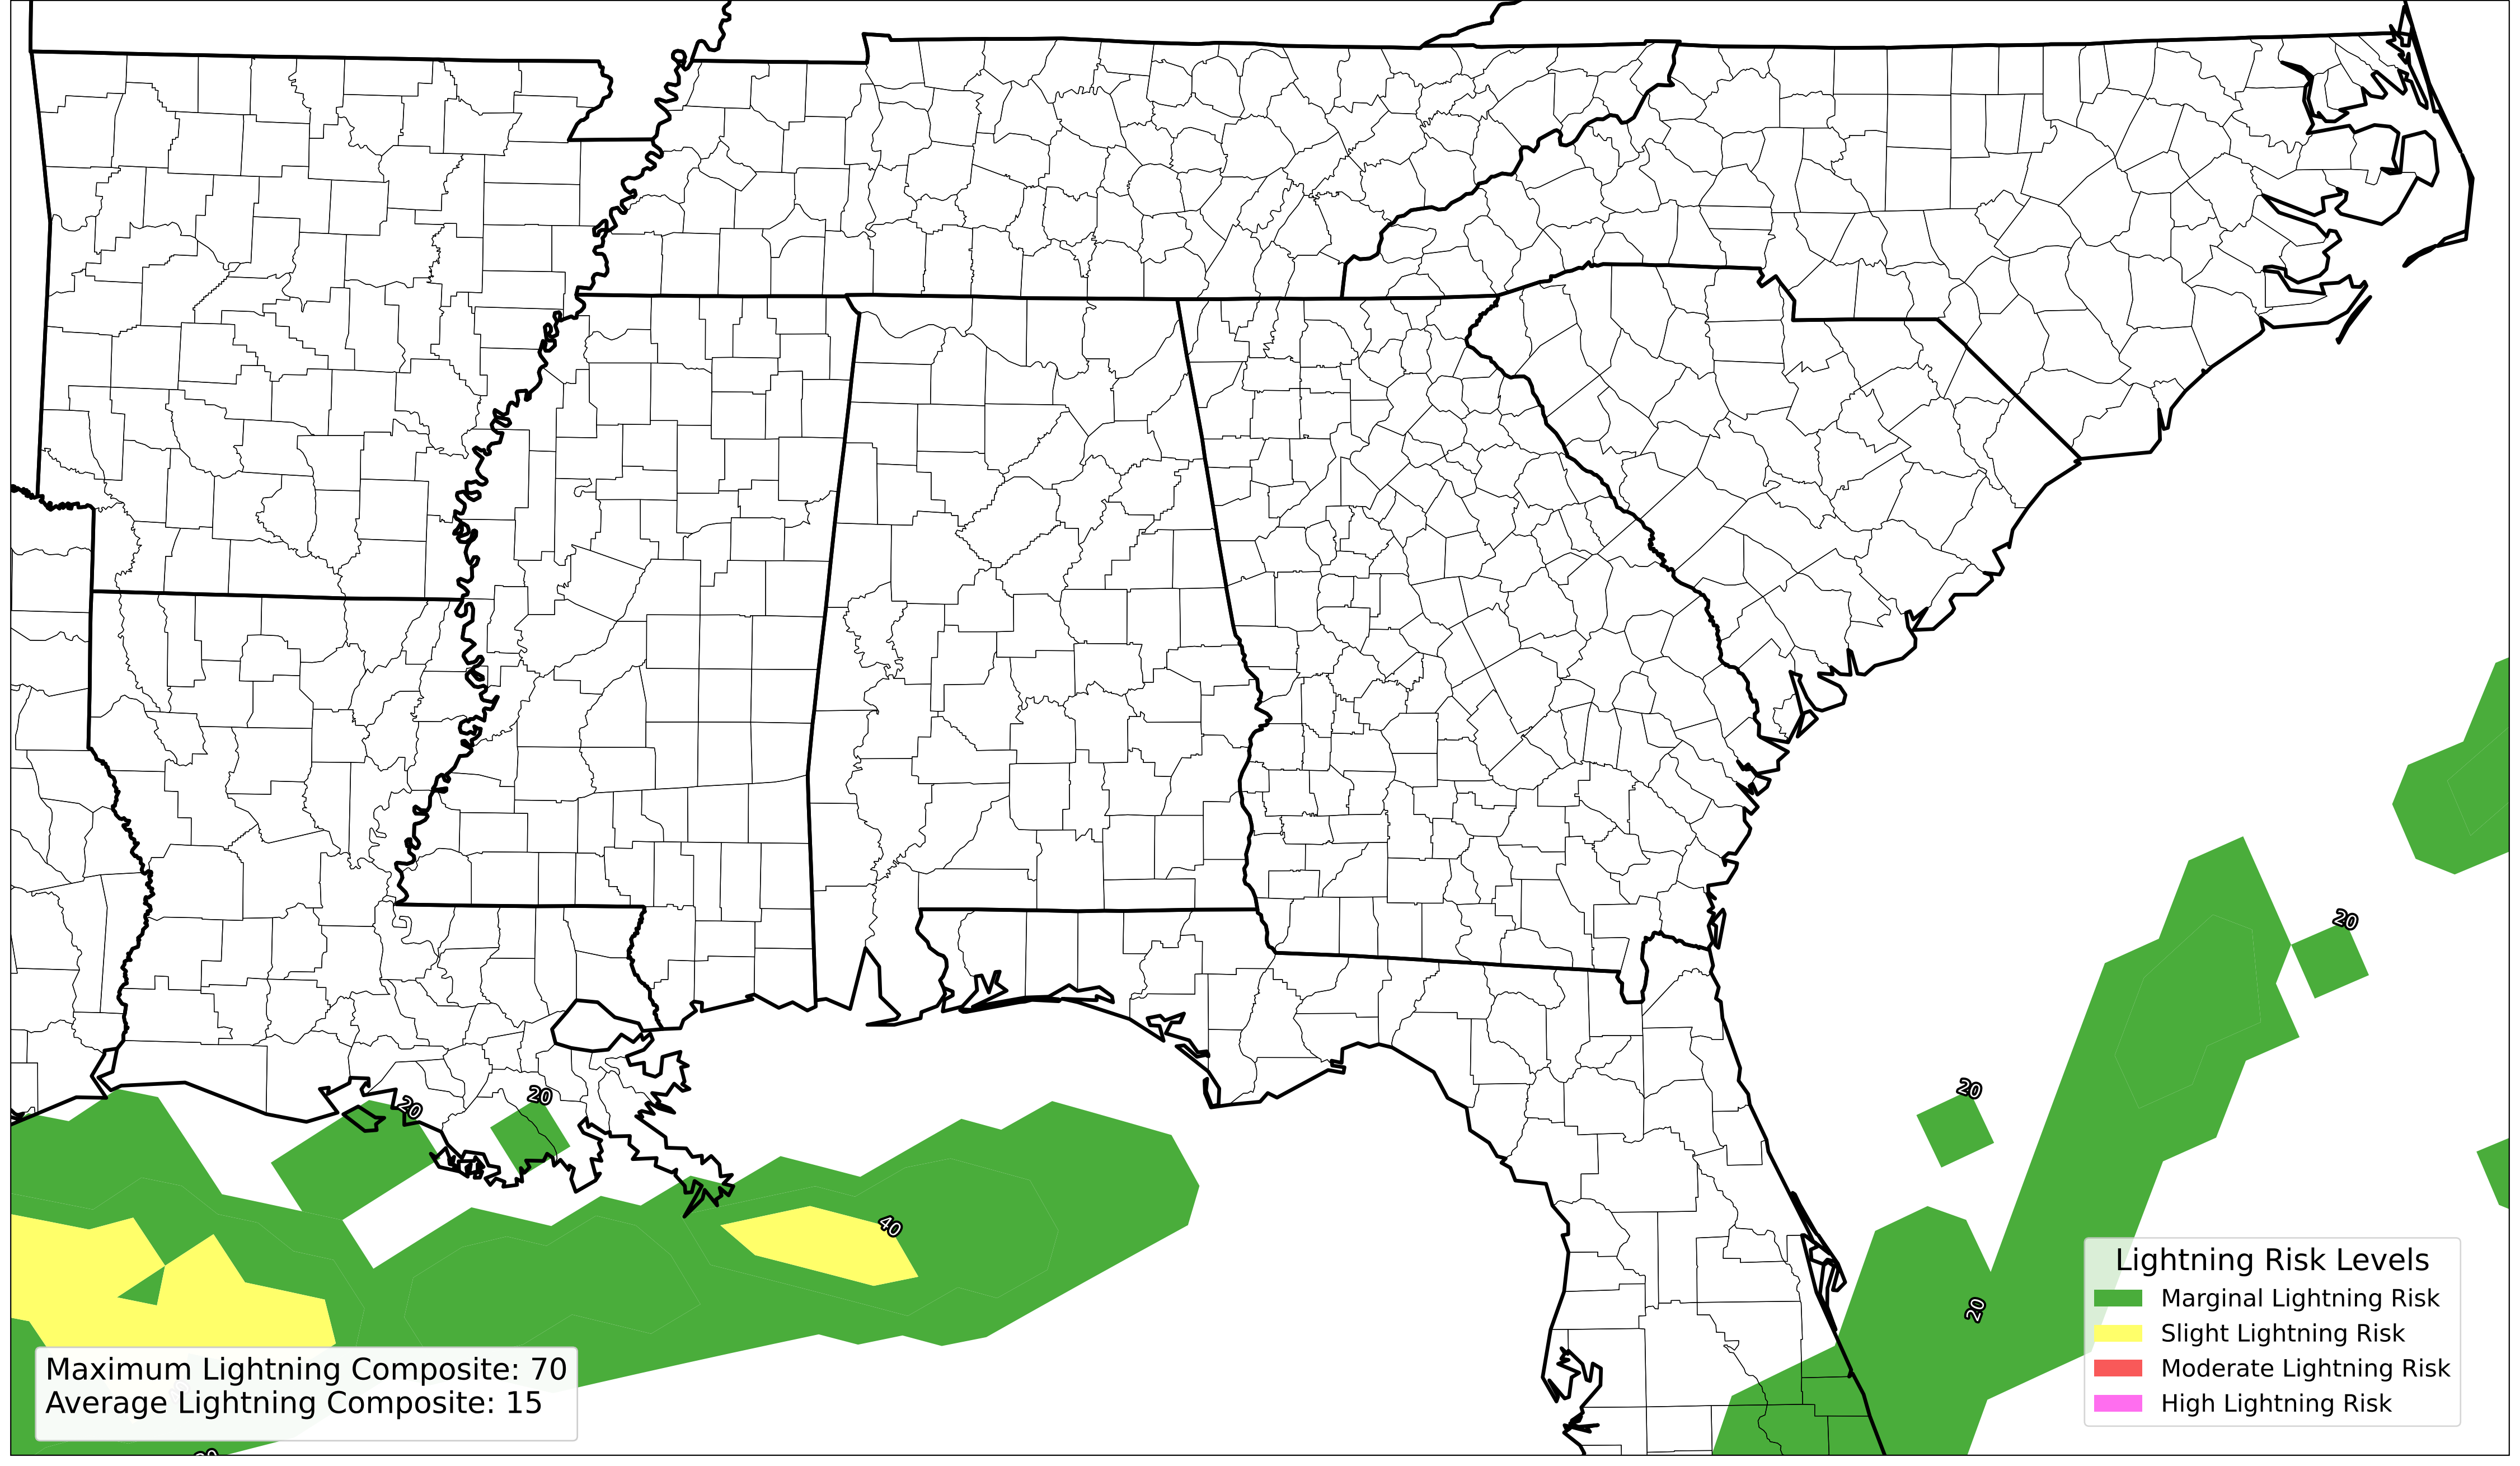 20
20
20
20
40
20
Lightning Risk Levels
Marginal Lightning Risk
Slight Lightning Risk
Moderate Lightning Risk
High Lightning Risk
Maximum Lightning Composite: 70
Average Lightning Composite: 15